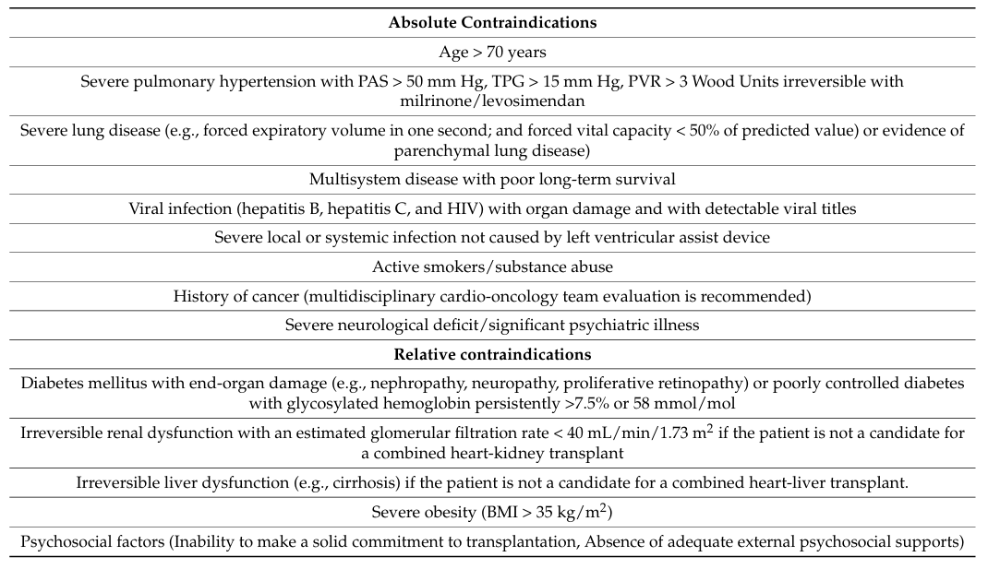 Absolute Contraindications
Age > 70 years
Severe pulmonary hypertension with PAS > 50 mm Hg, TPG > 15 mm Hg, PVR > 3 Wood Units irreversible with
milrinone/levosimendan
Severe lung disease (e.g., forced expiratory volume in one second; and forced vital capacity < 50% of predicted value) or evidence of
parenchymal lung disease)
Multisystem disease with poor long-term survival
Viral infection (hepatitis B, hepatitis C, and HIV) with organ damage and with detectable viral titles
Severe local or systemic infection not caused by left ventricular assist device
Active smokers/substance abuse
History of cancer (multidisciplinary cardio-oncology team evaluation is recommended)
Severe neurological deficit/significant psychiatric illness
Relative contraindications
Diabetes mellitus with end-organ damage (e.g., nephropathy, neuropathy, proliferative retinopathy) or poorly controlled diabetes
with glycosylated hemoglobin persistently >7.5% or 58 mmol/mol
Irreversible renal dysfunction with an estimated glomerular filtration rate < 40 mL/min/1.73 m² if the patient is not a candidate for
a combined heart-kidney transplant
Irreversible liver dysfunction (e.g., cirrhosis) if the patient is not a candidate for a combined heart-liver transplant.
Severe obesity (BMI > 35 kg/m²)
Psychosocial factors (Inability to make a solid commitment to transplantation, Absence of adequate external psychosocial supports)